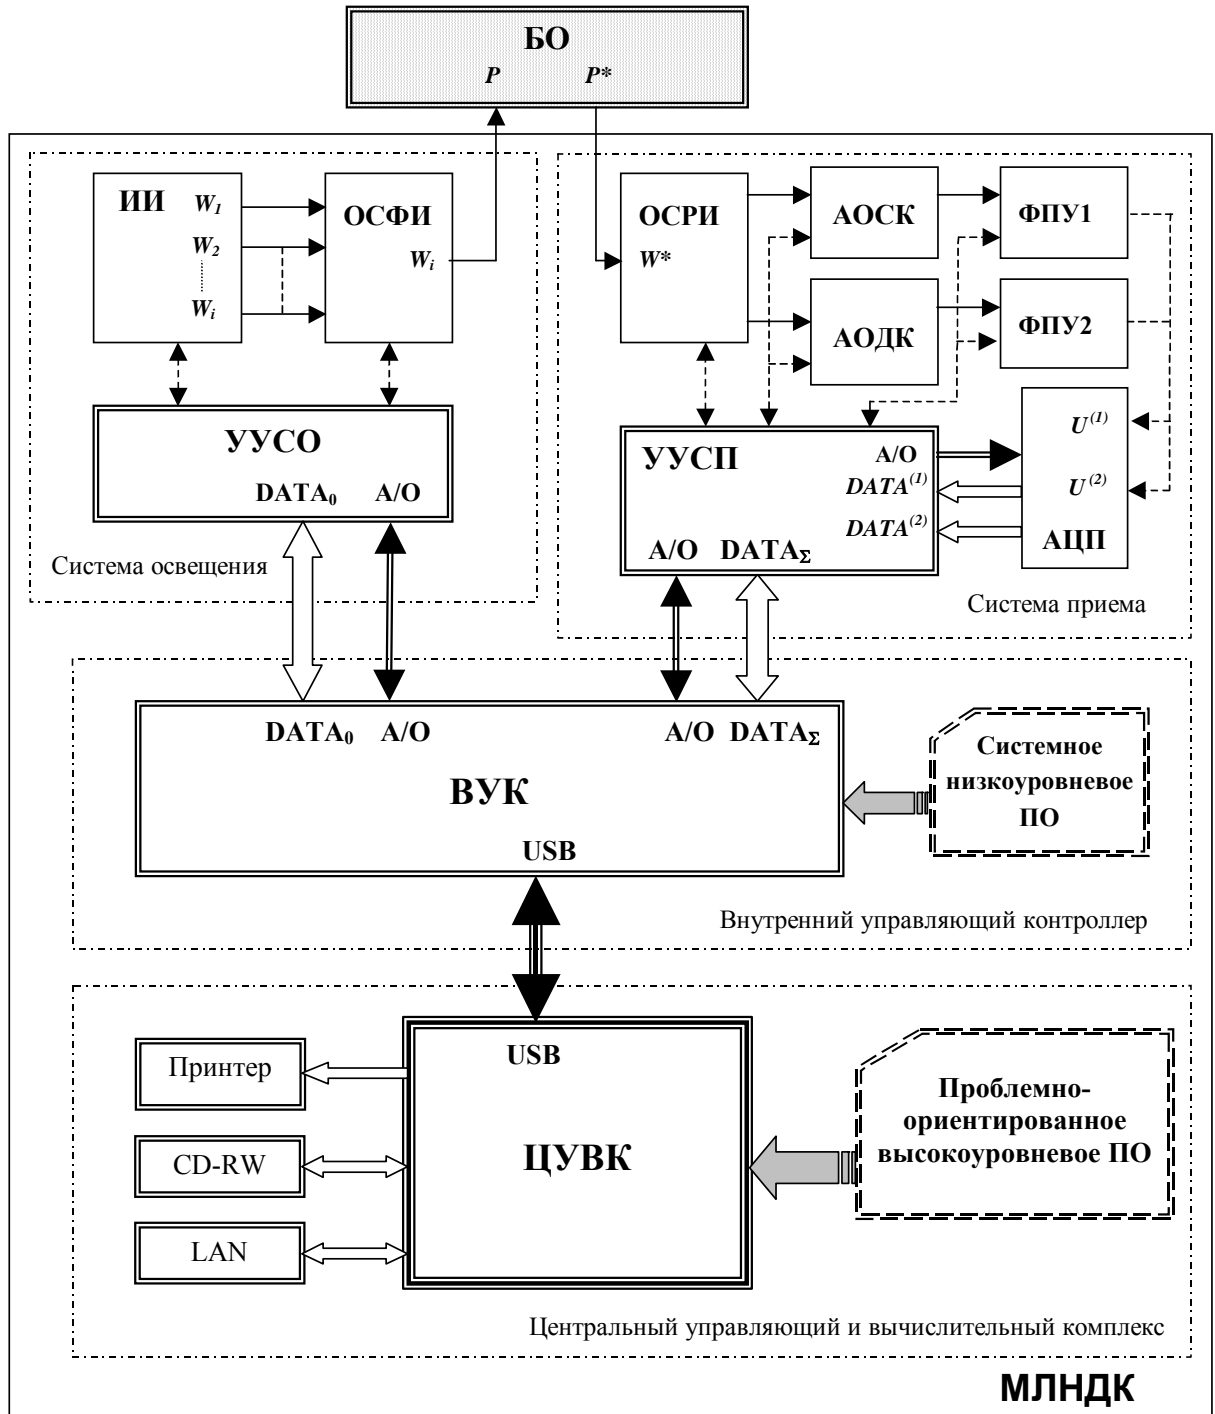 БО
P P*
ИИ W1
W2
Wi
ОСФИ
Wi
ОСРИ
W*
АОСК
ФПУ1
АОДК
ФПУ2
УУСО
DATA0 A/O
Система освещения
УУСП
A/O
DATA(1)
DATA(2)
A/O DATAΣ
U(1)
U(2)
АЦП
Система приема
DATA0 A/O
A/O DATAΣ
ВУК
USB
Системное
низкоуровневое
ПО
Внутренний управляющий контроллер
USB
ЦУВК
Принтер
CD-RW
LAN
Проблемно-
ориентированное
высокоуровневое ПО
Центральный управляющий и вычислительный комплекс
МЛНДК